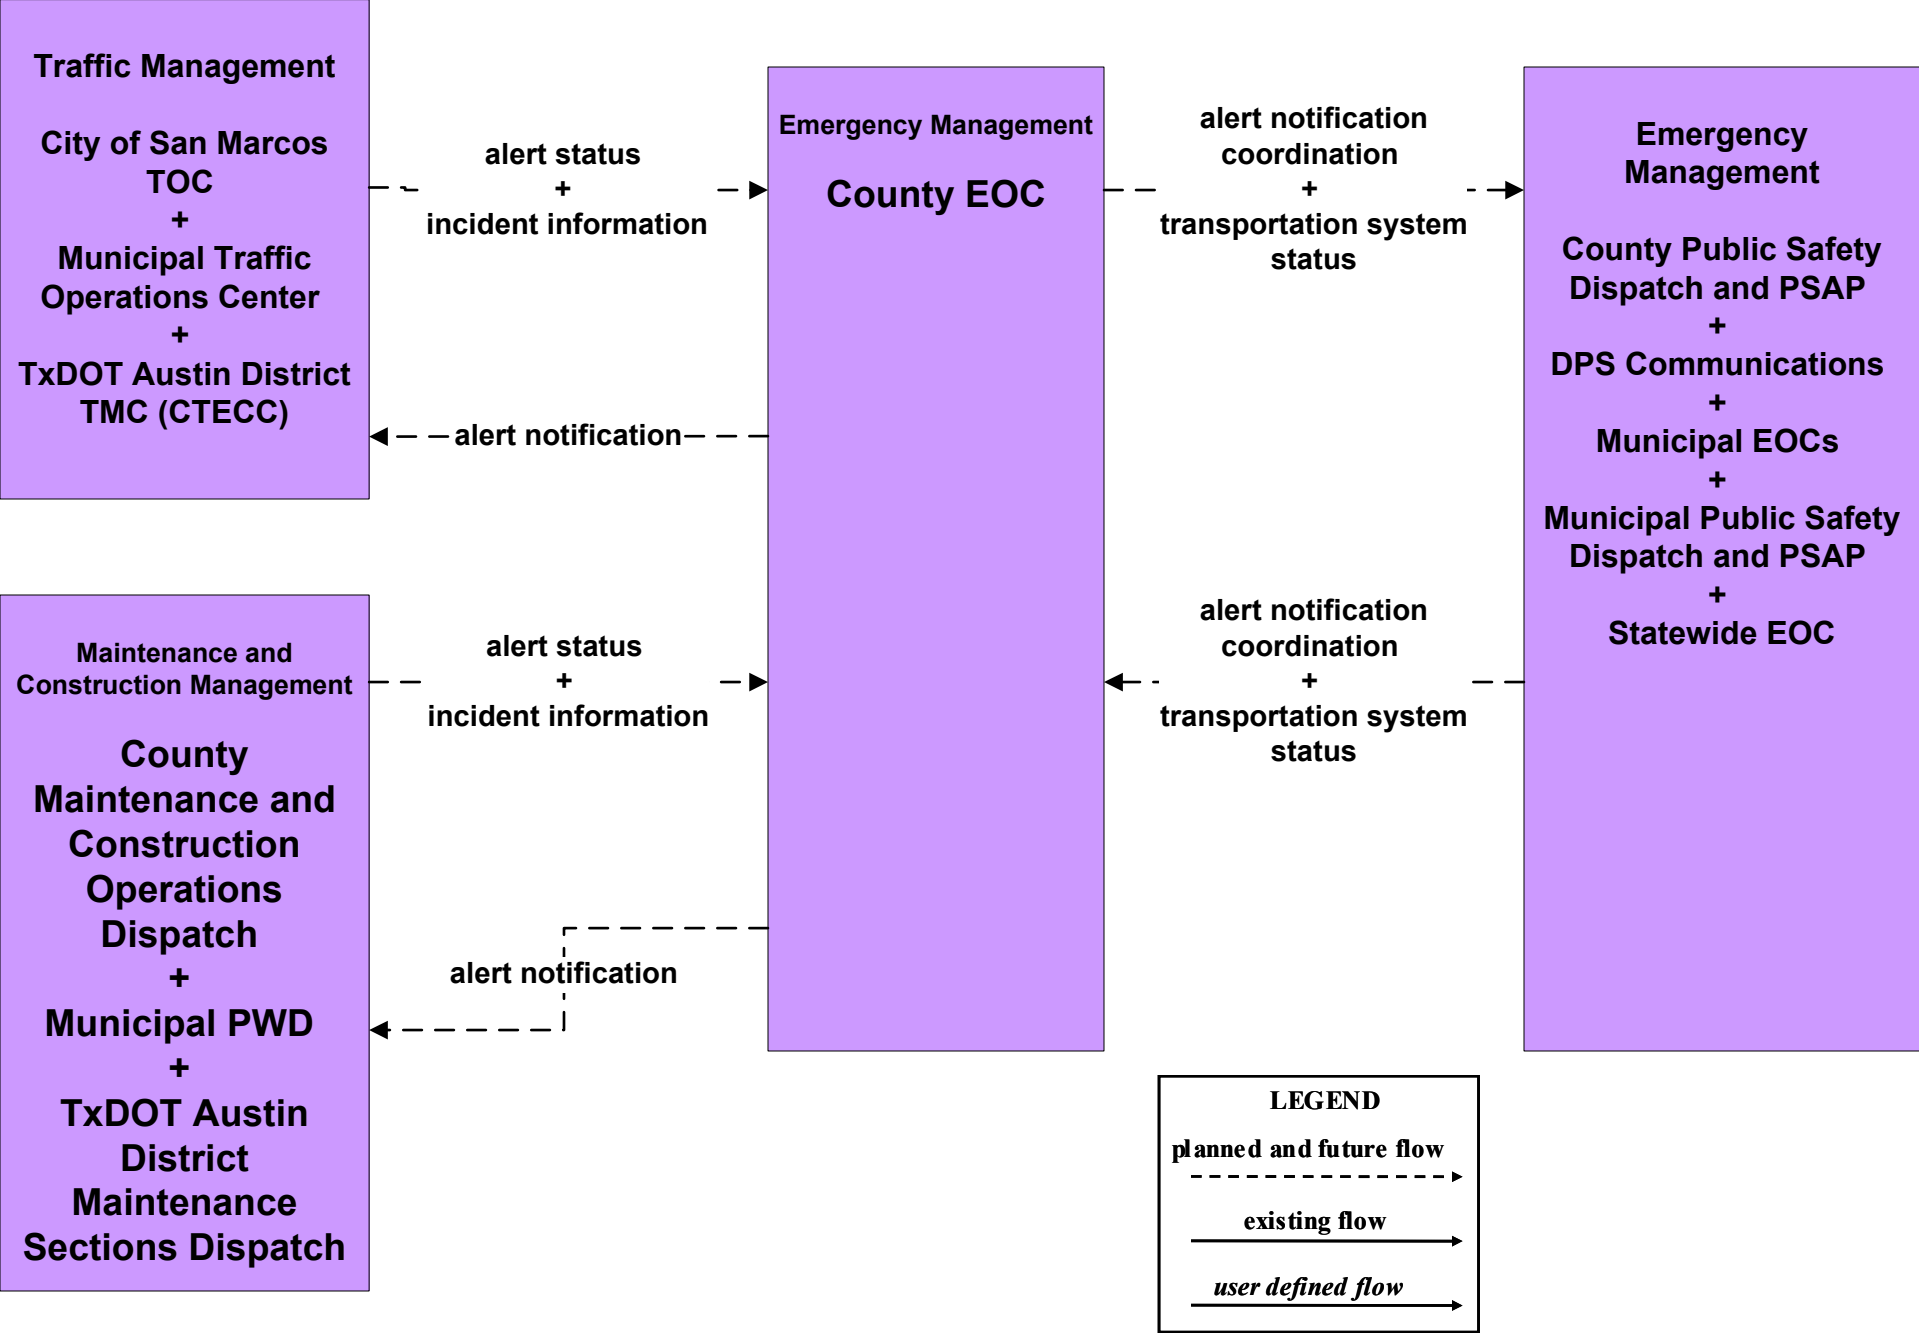 Traffic Management
City of San Marcos
TOC
+
Municipal Traffic
Operations Center
+
TxDOT Austin District
TMC (CTECC)
alert status
+
incident information
alert notification
Emergency Management
County EOC
alert notification
coordination
+
transportation system
status
Emergency
Management
County Public Safety
Dispatch and PSAP
+
DPS Communications
+
Municipal EOCs
+
Municipal Public Safety
Dispatch and PSAP
+
Statewide EOC
Maintenance and
Construction Management
County
Maintenance and
Construction
Operations
Dispatch
+
Municipal PWD
+
TxDOT Austin
District
Maintenance
Sections Dispatch
alert status
+
incident information
alert notification
alert notification
coordination
+
transportation system
status
LEGEND
planned and future flow
existing flow
user defined flow